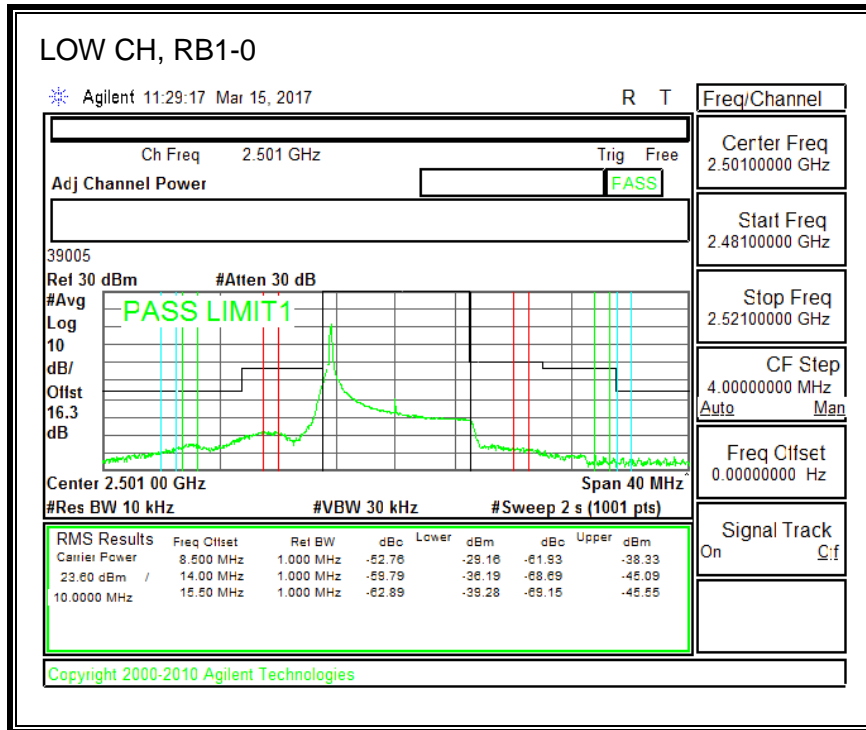 LOW CH, RB1-0
Agilent 11:29:17 Mar 15, 2017 R T
Freq/Channel
Ch Freq 2.501 GHz Trig Free
Adj Channel Power PASS
Center Freq
2.50100000 GHz
Start Freq
2.48100000 GHz
Stop Freq
2.52100000 GHz
CF Step
4.00000000 MHz
Auto Man
Freq Offset
0.00000000 Hz
Signal Track
On Off
39005
Ref 30 dBm #Atten 30 dB
#Avg
Log
10
dB/
Offst
16.3
dB
PASS LIMIT1
Center 2.501 00 GHz Span 40 MHz
#Res BW 10 kHz #VBW 30 kHz #Sweep 2 s (1001 pts)
RMS Results Freq Offset Ref BW dBc Lower dBm dBc Upper dBm
Carrier Power 8.500 MHz 1.000 MHz -52.76 -29.16 -61.93 -38.33
23.60 dBm / 14.00 MHz 1.000 MHz -59.79 -36.19 -68.69 -45.09
10.0000 MHz 15.50 MHz 1.000 MHz -62.89 -39.28 -69.15 -45.55
Copyright 2000-2010 Agilent Technologies